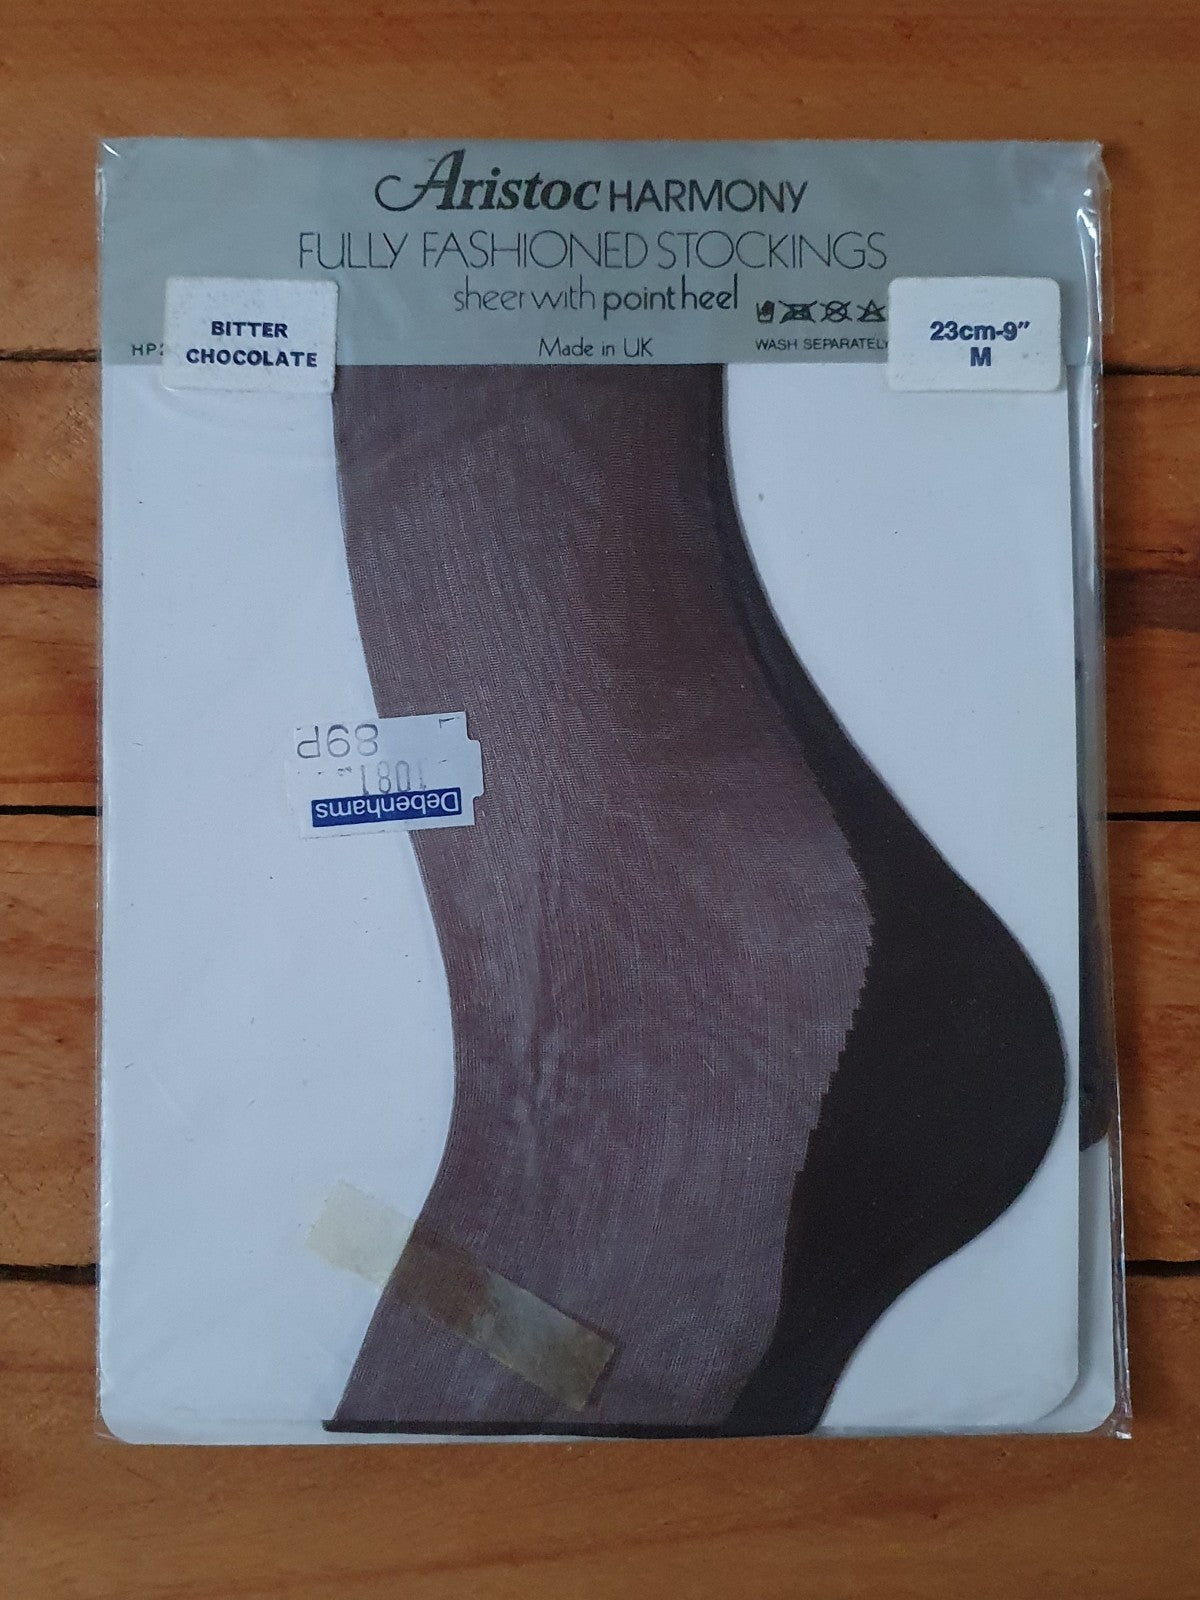 Aristoc HARMONY
FULLY FASHIONED STOCKINGS
sheer with point heel
BITTER
CHOCOLATE
23cm-9"
M
Made in UK
WASH SEPARATELY
89P
1081
Debenhams